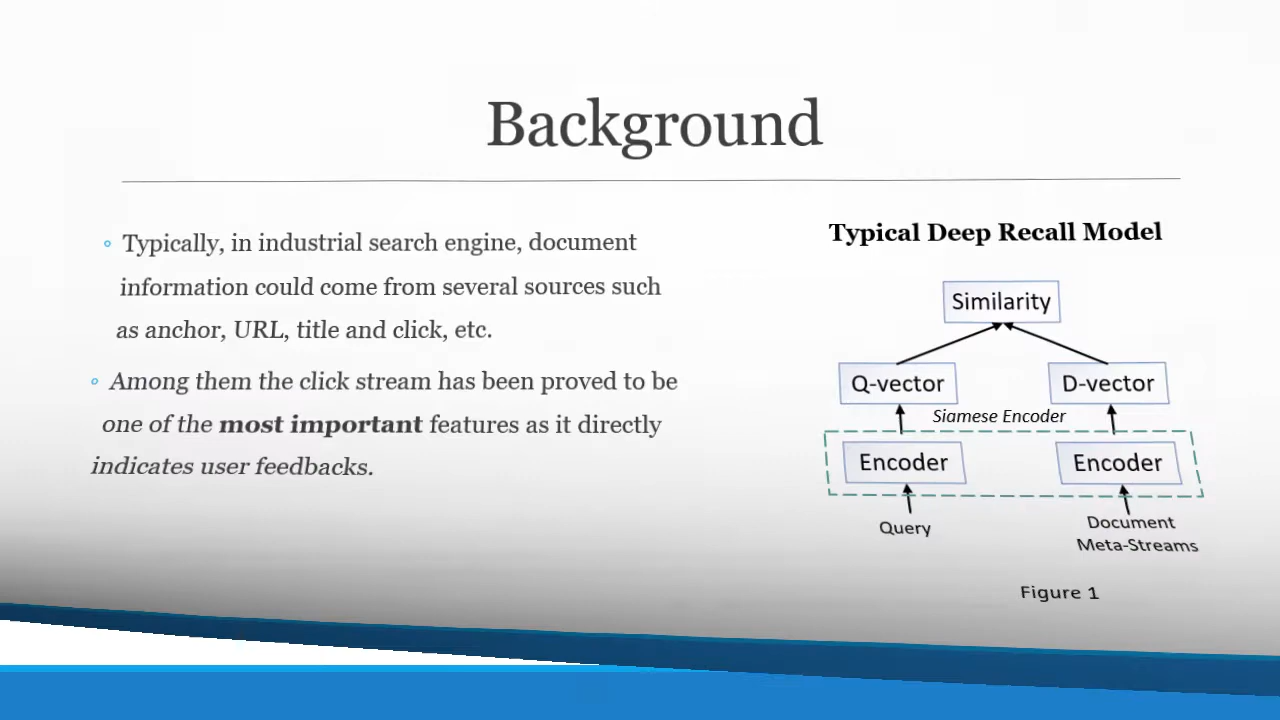 Background
Typically, in industrial search engine, document
information could come from several sources such
as anchor, URL, title and click, etc.
Among them the click stream has been proved to be
one of the most important features as it directly
indicates user feedbacks.
Typical Deep Recall Model
Similarity
Q-vector
D-vector
Siamese Encoder
Encoder
Encoder
Query
Document
Meta-Streams
Figure 1